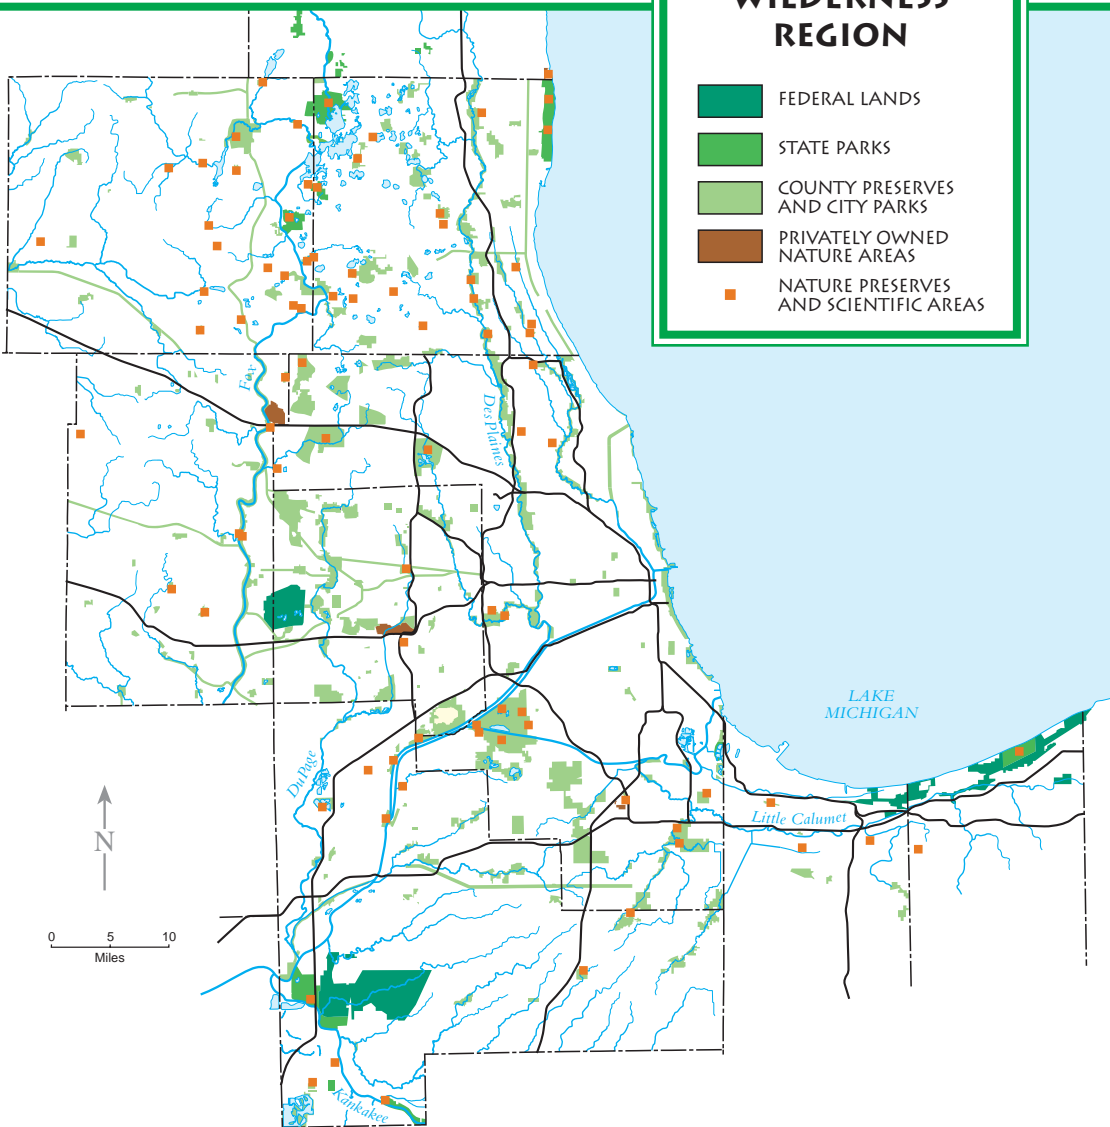 WILDERNESS
REGION
FEDERAL LANDS
STATE PARKS
COUNTY PRESERVES
AND CITY PARKS
PRIVATELY OWNED
NATURE AREAS
NATURE PRESERVES
AND SCIENTIFIC AREAS
Fox
Des Plaines
LAKE
MICHIGAN
DuPage
Little Calumet
N
0 5 10
Miles
Kankakee